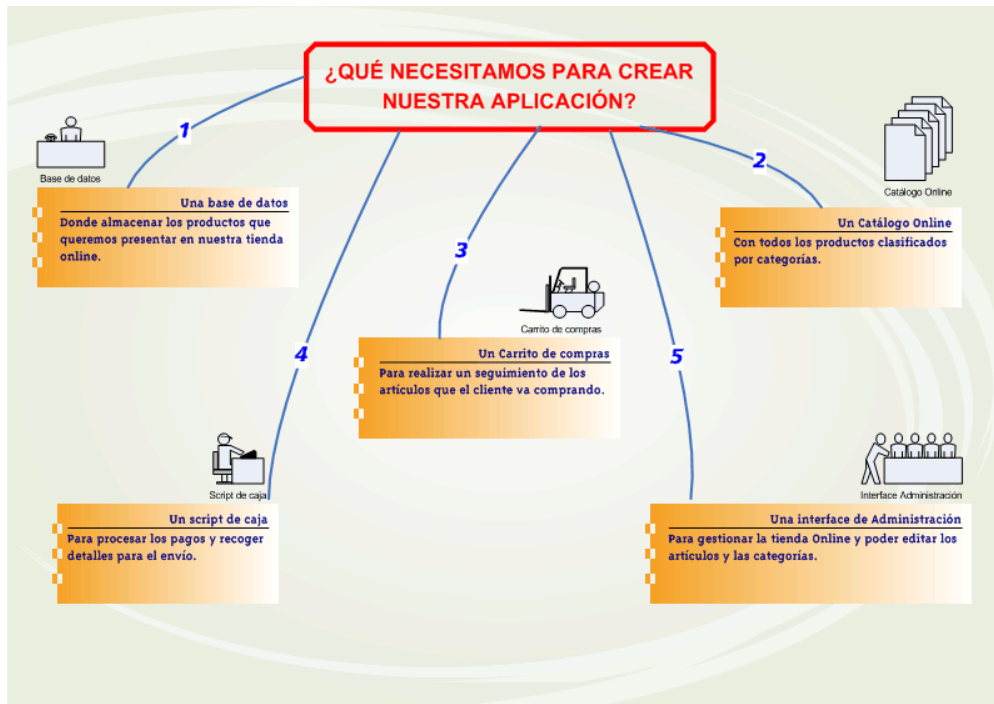 ¿QUÉ NECESITAMOS PARA CREAR
NUESTRA APLICACIÓN?
1
Base de datos
Una base de datos
Donde almacenar los productos que
queremos presentar en nuestra tienda
online.
2
Catálogo Online
Un Catálogo Online
Con todos los productos clasificados
por categorías.
3
Carrito de compras
Un Carrito de compras
Para realizar un seguimiento de los
artículos que el cliente va comprando.
4
Script de caja
Un script de caja
Para procesar los pagos y recoger
detalles para el envío.
5
Interface Administración
Una interface de Administración
Para gestionar la tienda Online y poder editar los
artículos y las categorías.